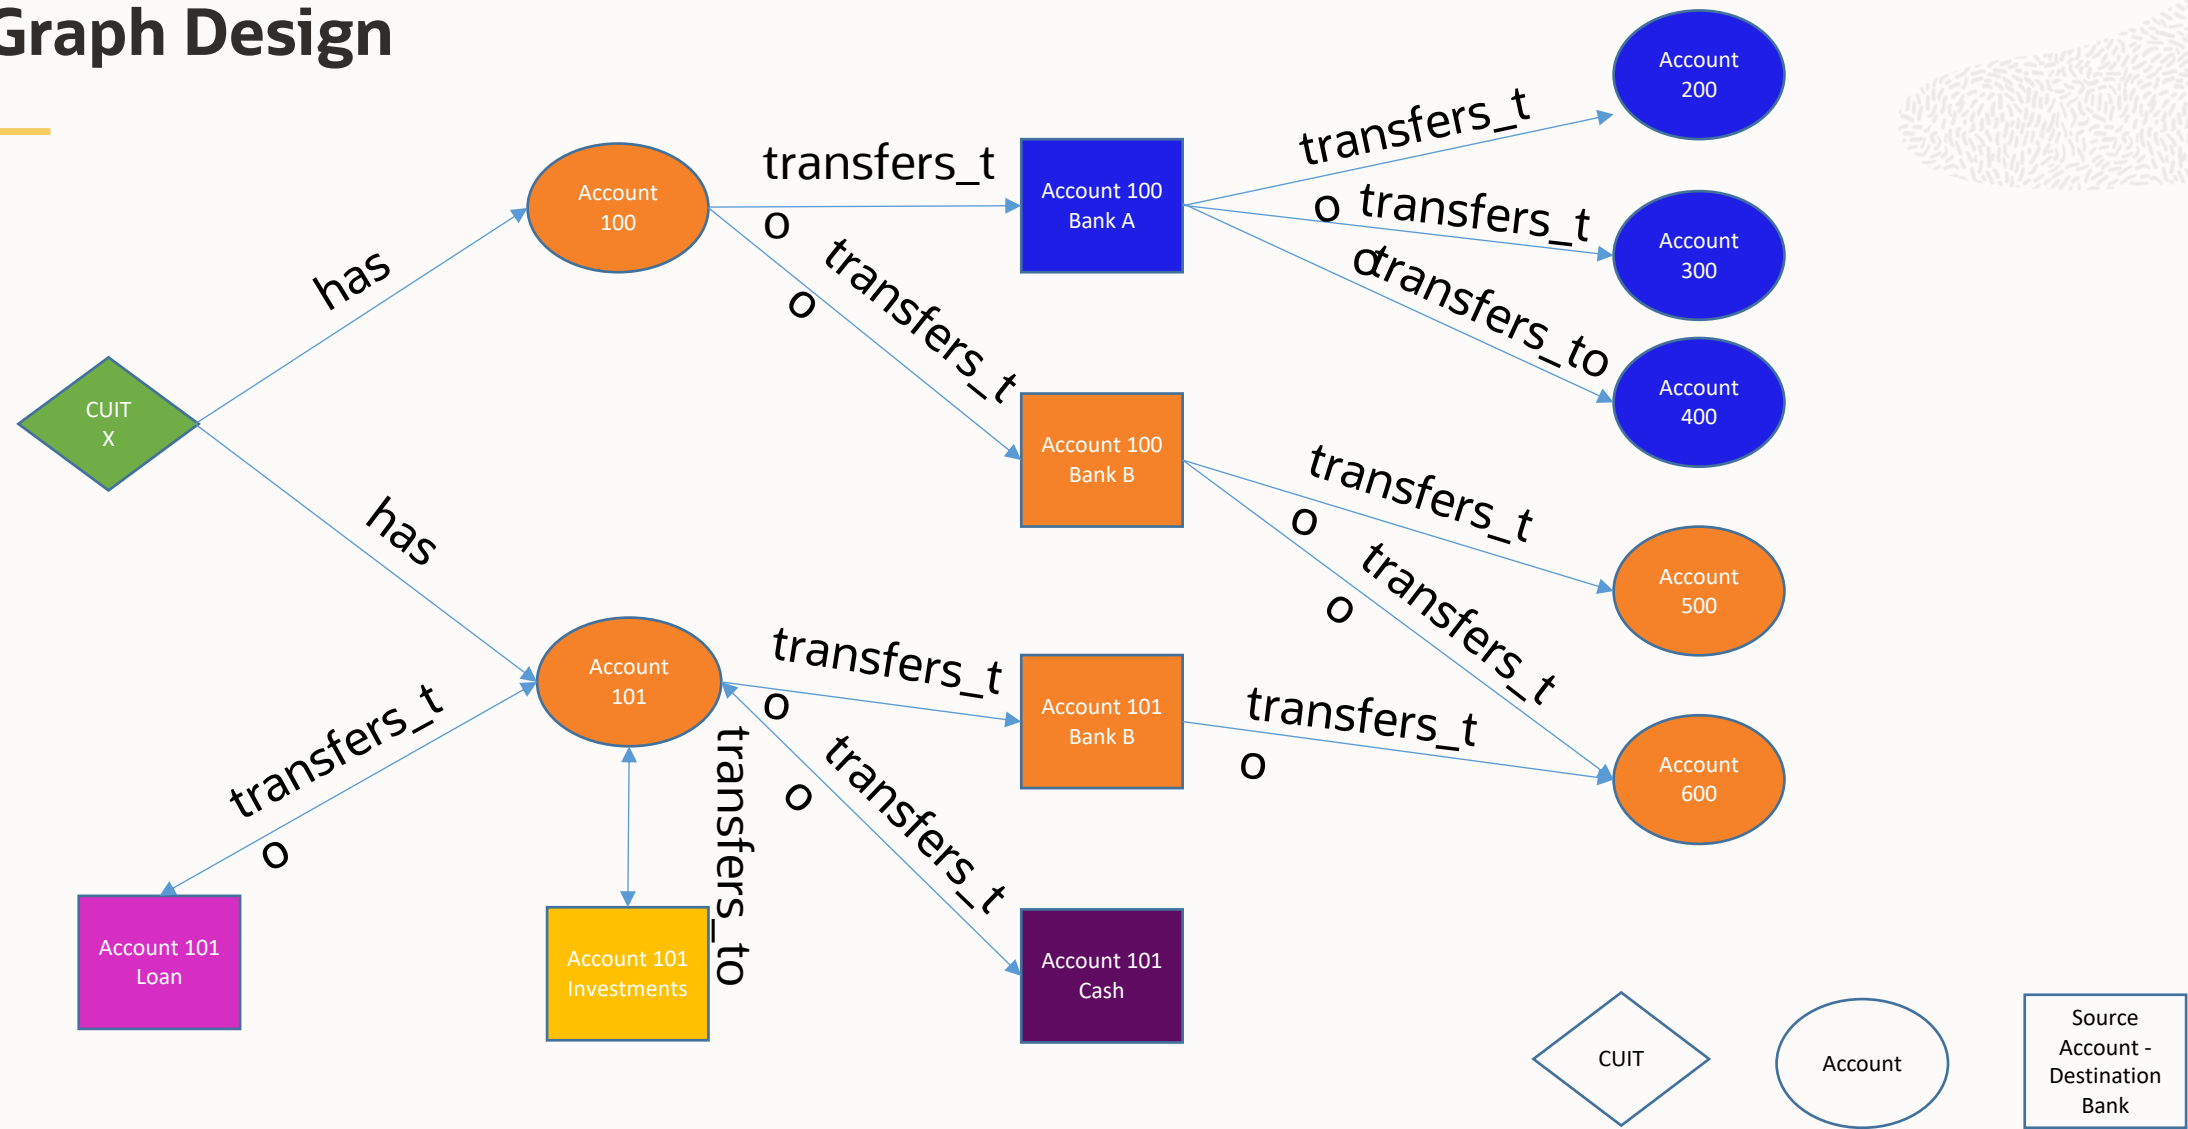 Graph Design
Account
200
transfers_t
o
transfers_t
o
Account
100
Account 100
Bank A
transfers_t
o
Account
300
has
transfers_t
o
transfers_to
Account
400
CUIT
X
Account 100
Bank B
transfers_t
o
Account
500
has
transfers_t
o
Account
101
transfers_t
o
Account 101
Bank B
transfers_t
o
Account
600
transfers_t
o
transfers_to
transfers_t
o
Account 101
Loan
Account 101
Investments
Account 101
Cash
CUIT
Account
Source
Account -
Destination
Bank